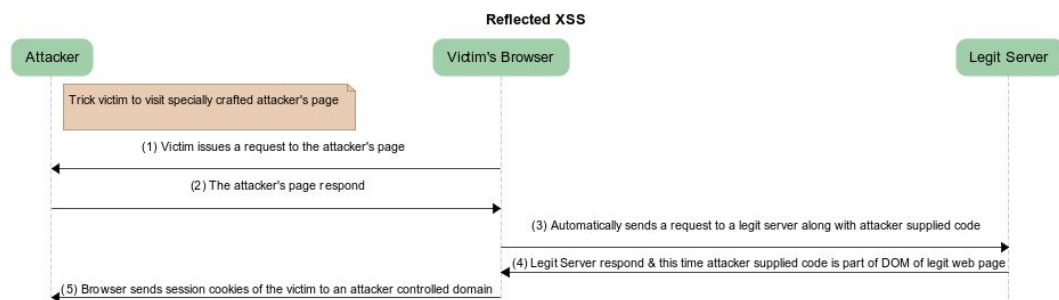 Reflected XSS
Attacker
Victim's Browser
Legit Server
Trick victim to visit specially crafted attacker's page
(1) Victim issues a request to the attacker's page
(2) The attacker's page respond
(3) Automatically sends a request to a legit server along with attacker supplied code
(4) Legit Server respond & this time attacker supplied code is part of DOM of legit web page
(5) Browser sends session cookies of the victim to an attacker controlled domain